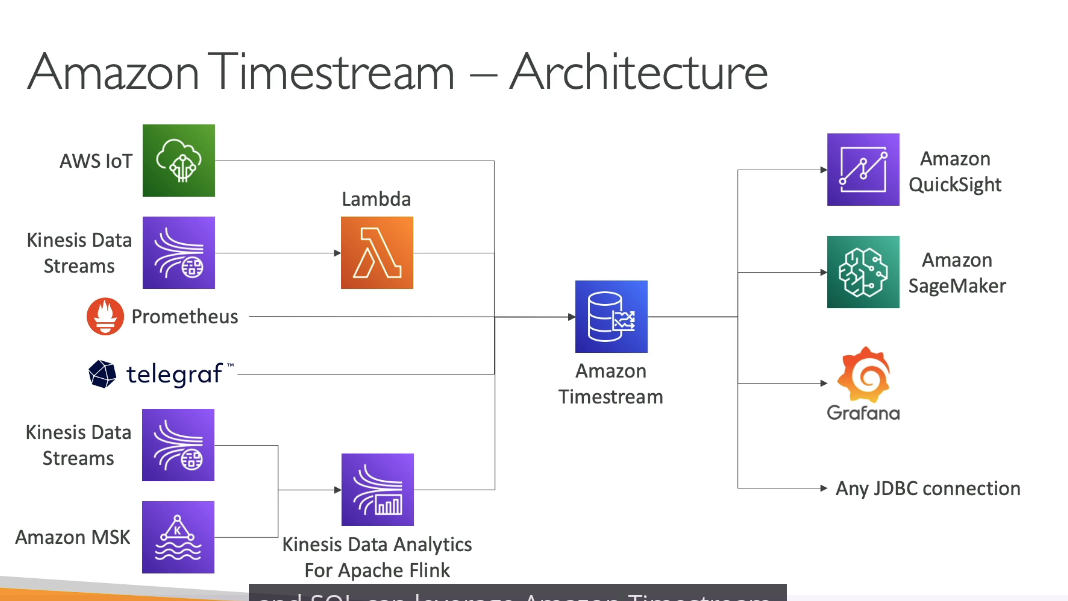 Amazon Timestream – Architecture
AWS IoT
Lambda
Kinesis Data
Streams
Prometheus
telegraf™
Kinesis Data
Streams
Amazon MSK
K
Kinesis Data Analytics
For Apache Flink
Amazon
Timestream
Amazon
QuickSight
Amazon
SageMaker
Grafana
Any JDBC connection
and SQL can leverage Amazon Timestream